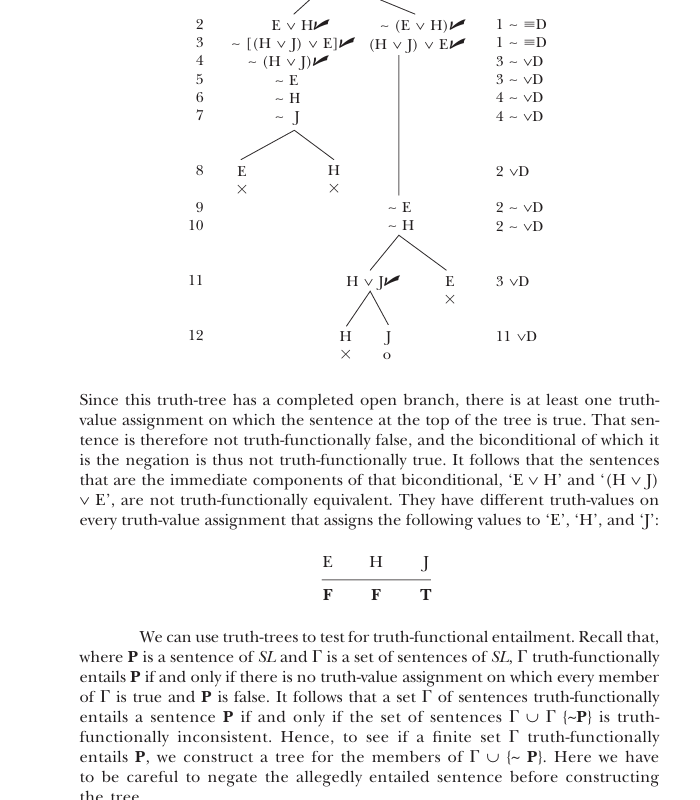 2 E ∨ H✓ ~ (E ∨ H)✓ 1 ~ ≡D
3 ~ [(H ∨ J) ∨ E]✓ (H ∨ J) ∨ E✓ 1 ~ ≡D
4 ~ (H ∨ J)✓ 3 ~ ∨D
5 ~ E 3 ~ ∨D
6 ~ H 4 ~ ∨D
7 ~ J 4 ~ ∨D
8 E H 2 ∨D
× ×
9 ~ E 2 ~ ∨D
10 ~ H 2 ~ ∨D
11 H ∨ J✓ E 3 ∨D
×
12 H J 11 ∨D
× o
Since this truth-tree has a completed open branch, there is at least one truth-
value assignment on which the sentence at the top of the tree is true. That sen-
tence is therefore not truth-functionally false, and the biconditional of which it
is the negation is thus not truth-functionally true. It follows that the sentences
that are the immediate components of that biconditional, ‘E ∨ H’ and ‘(H ∨ J)
∨ E’, are not truth-functionally equivalent. They have different truth-values on
every truth-value assignment that assigns the following values to ‘E’, ‘H’, and ‘J’:
E H J
F F T
We can use truth-trees to test for truth-functional entailment. Recall that,
where P is a sentence of SL and Γ is a set of sentences of SL, Γ truth-functionally
entails P if and only if there is no truth-value assignment on which every member
of Γ is true and P is false. It follows that a set Γ of sentences truth-functionally
entails a sentence P if and only if the set of sentences Γ ∪ Γ {~P} is truth-
functionally inconsistent. Hence, to see if a finite set Γ truth-functionally
entails P, we construct a tree for the members of Γ ∪ {~ P}. Here we have
to be careful to negate the allegedly entailed sentence before constructing
the tree.